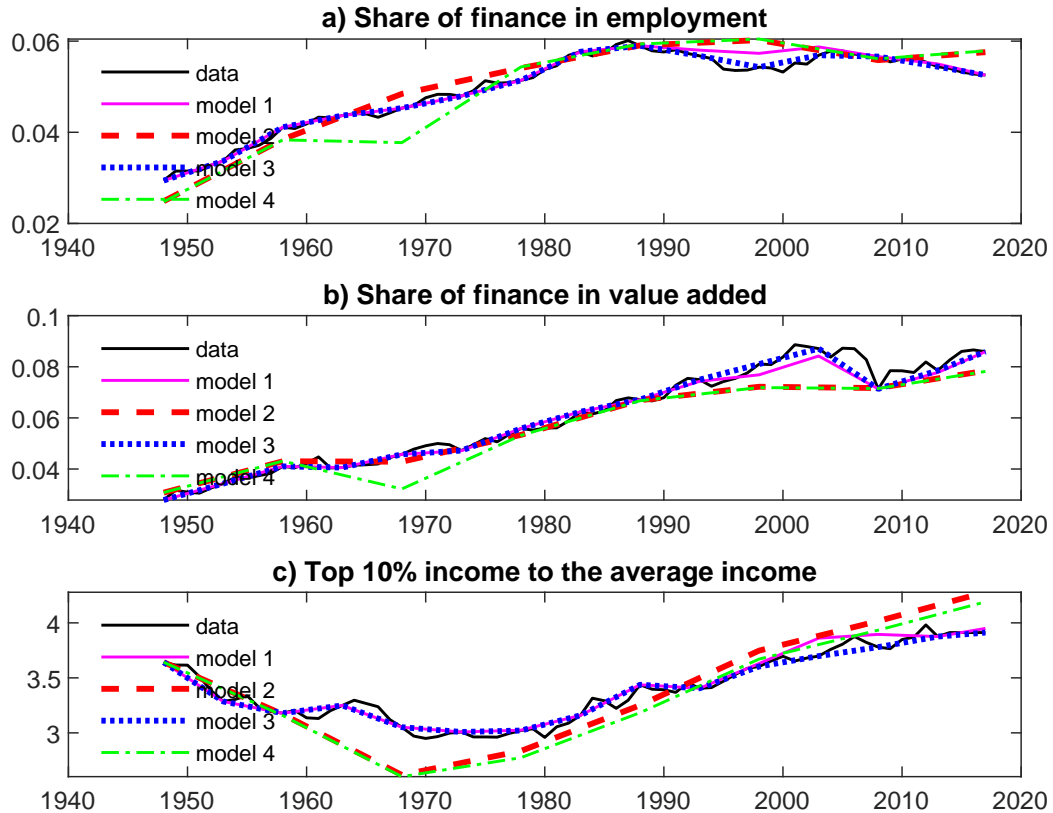 a) Share of finance in employment
0.06
0.04
0.02
data
model 1
model 2
model 3
model 4
1940 1950 1960 1970 1980 1990 2000 2010 2020
b) Share of finance in value added
0.1
0.08
0.06
0.04
data
model 1
model 2
model 3
model 4
1940 1950 1960 1970 1980 1990 2000 2010 2020
c) Top 10% income to the average income
4
3.5
3
data
model 1
model 2
model 3
model 4
1940 1950 1960 1970 1980 1990 2000 2010 2020